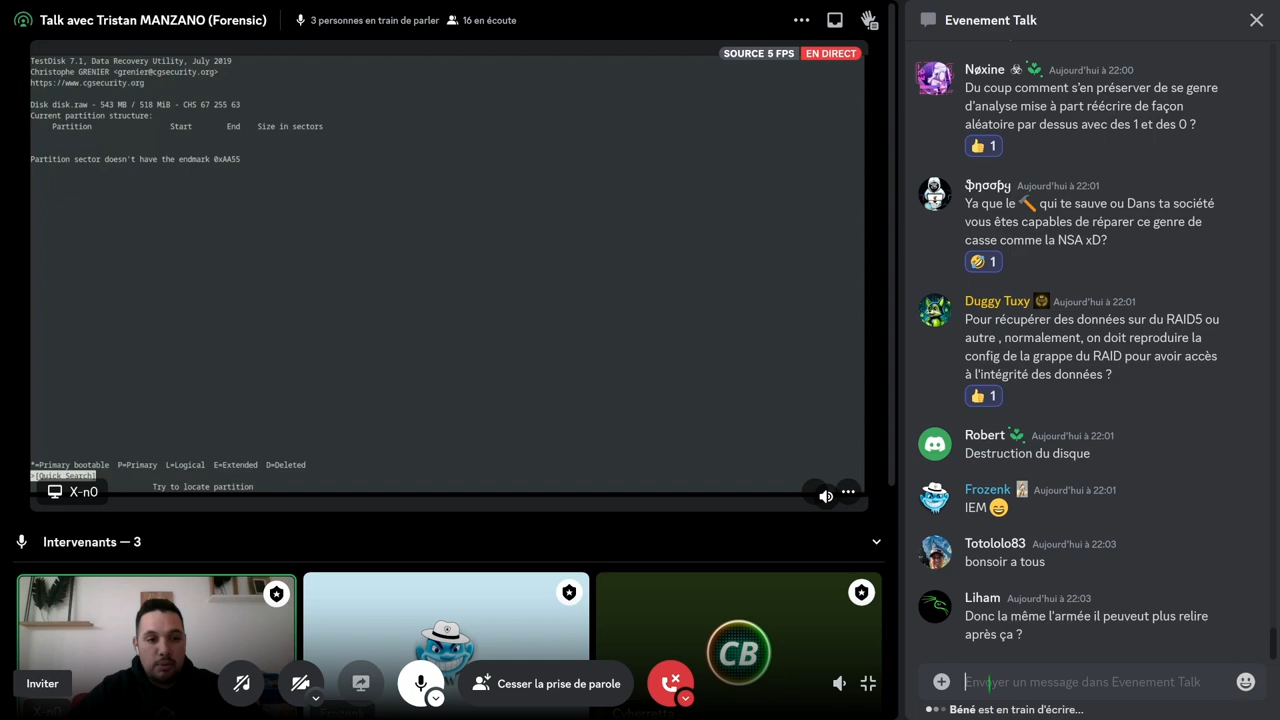 Talk avec Tristan MANZANO (Forensic)
3 personnes en train de parler
16 en écoute
SOURCE 5 FPS
EN DIRECT
TestDisk 7.1, Data Recovery Utility, July 2019
Christophe GRENIER <grenier@cgsecurity.org>
https://www.cgsecurity.org
Disk disk.raw - 543 MB / 518 MiB - CHS 67 255 63
Current partition structure:
Partition Start End Size in sectors
Partition sector doesn't have the endmark 0xAA55
*=Primary bootable P=Primary L=Logical E=Extended D=Deleted
>[Quick Search]
Try to locate partition
X-n0
Intervenants — 3
CB
Inviter
Cesser la prise de parole
Evenement Talk
Nøxine Aujourd'hui à 22:00
Du coup comment s'en préserver de se genre
d'analyse mise à part réécrire de façon
aléatoire par dessus avec des 1 et des 0 ?
1
Aujourd'hui à 22:01
Ya que le 🔨 qui te sauve ou Dans ta société
vous êtes capables de réparer ce genre de
casse comme la NSA xD?
1
Duggy Tuxy Aujourd'hui à 22:01
Pour récupérer des données sur du RAID5 ou
autre , normalement, on doit reproduire la
config de la grappe du RAID pour avoir accès
à l'intégrité des données ?
1
Robert Aujourd'hui à 22:01
Destruction du disque
Frozenk Aujourd'hui à 22:01
IEM 😄
Totololo83 Aujourd'hui à 22:03
bonsoir a tous
Liham Aujourd'hui à 22:03
Donc la même l'armée il peuveut plus relire
après ça ?
Envoyer un message dans Evenement Talk
Béné est en train d'écrire...